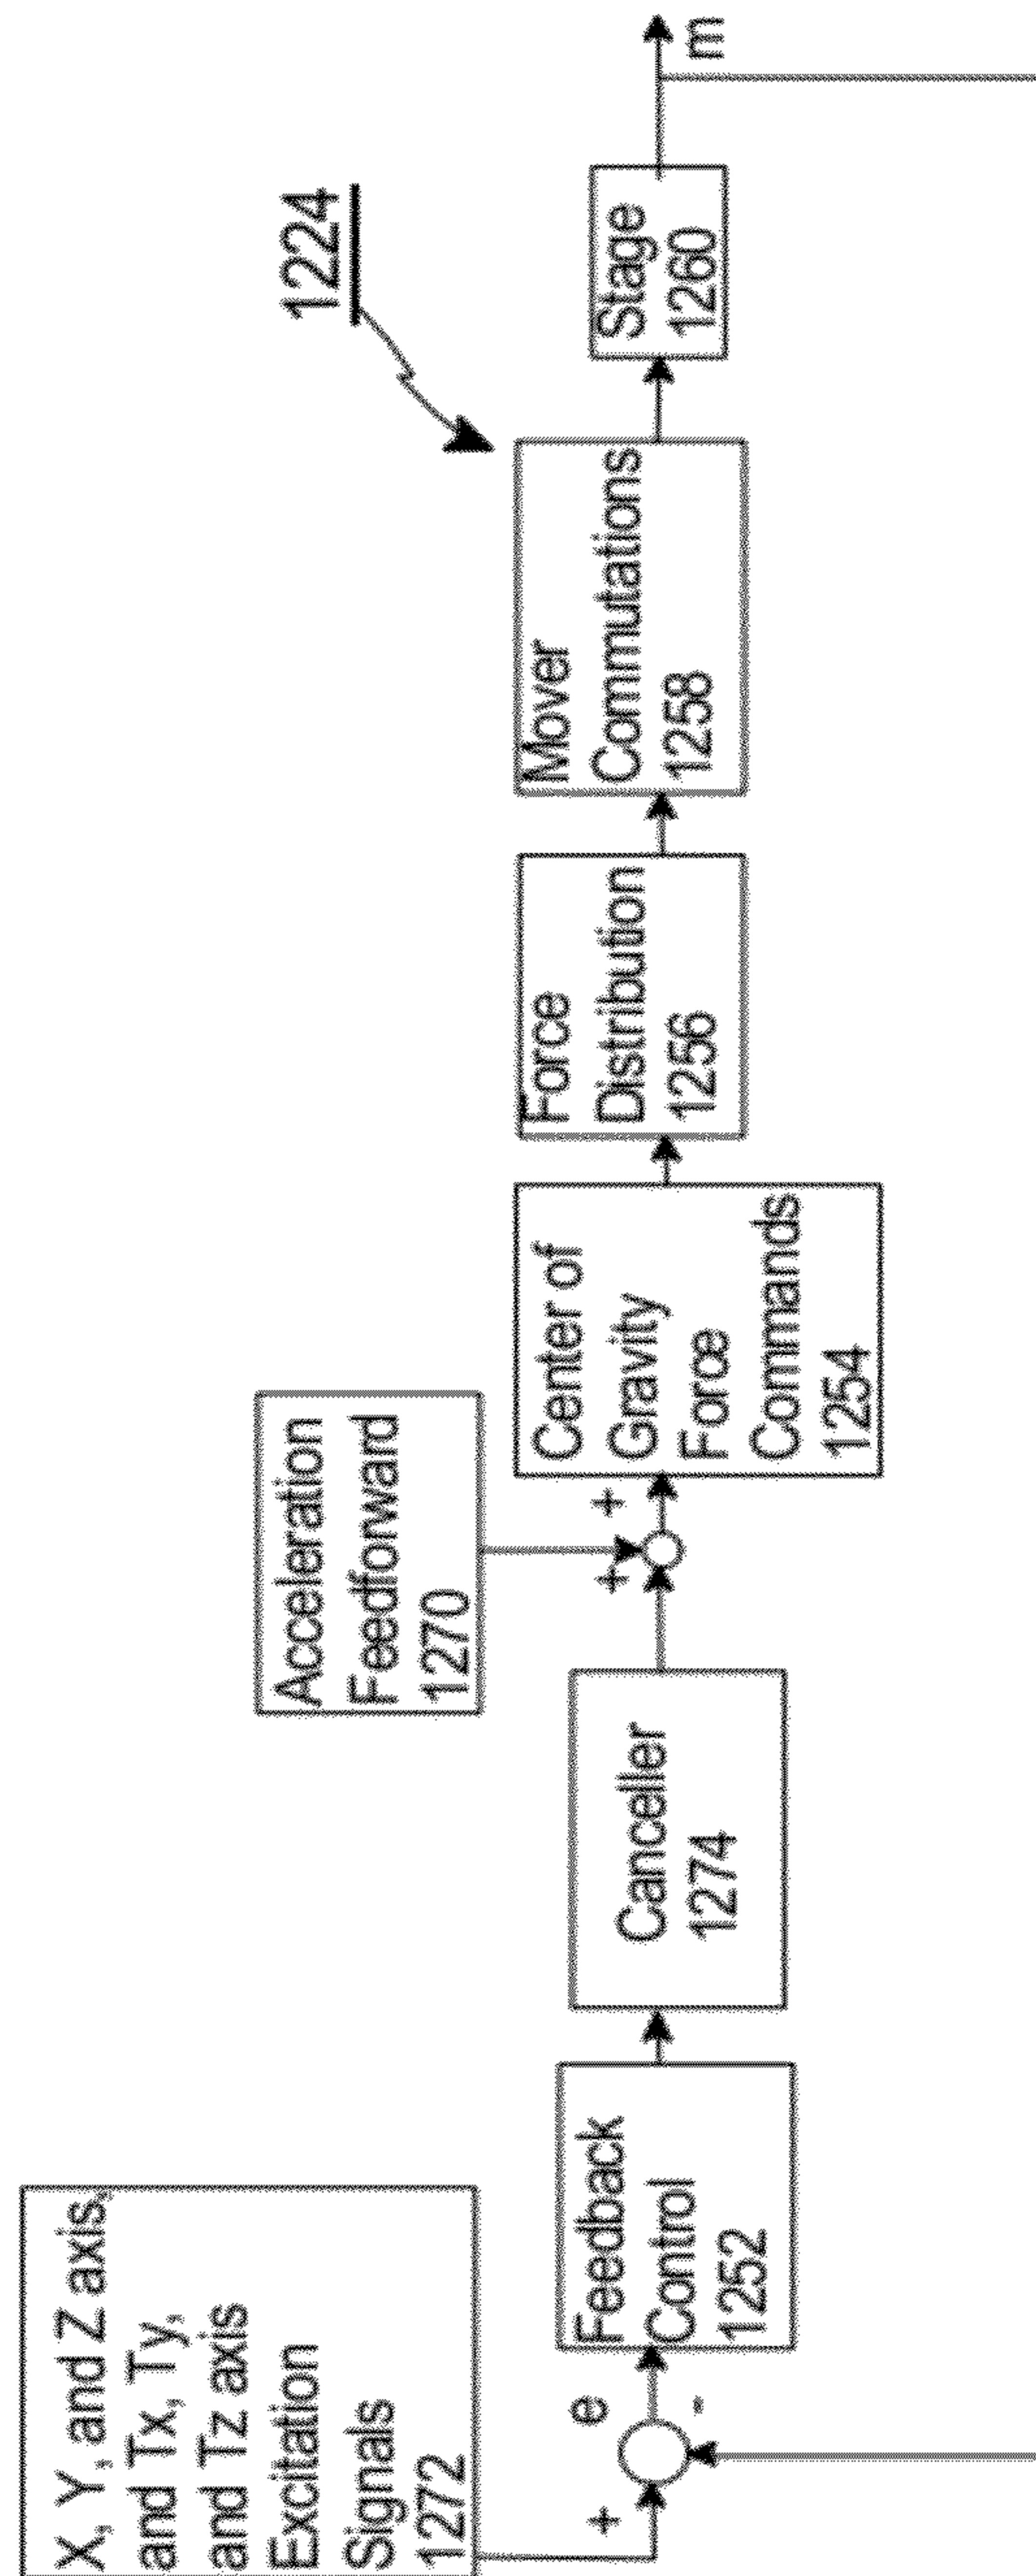 1224
X, Y, and Z axis,
and Tx, Ty,
and Tz axis
Excitation
Signals
1272
Acceleration
Feedforward
1270
+
e
-
Feedback
Control
1252
Canceller
1274
+
+
Center of
Gravity
Force
Commands
1254
Force
Distribution
1256
Mover
Commutations
1258
Stage
1260
m